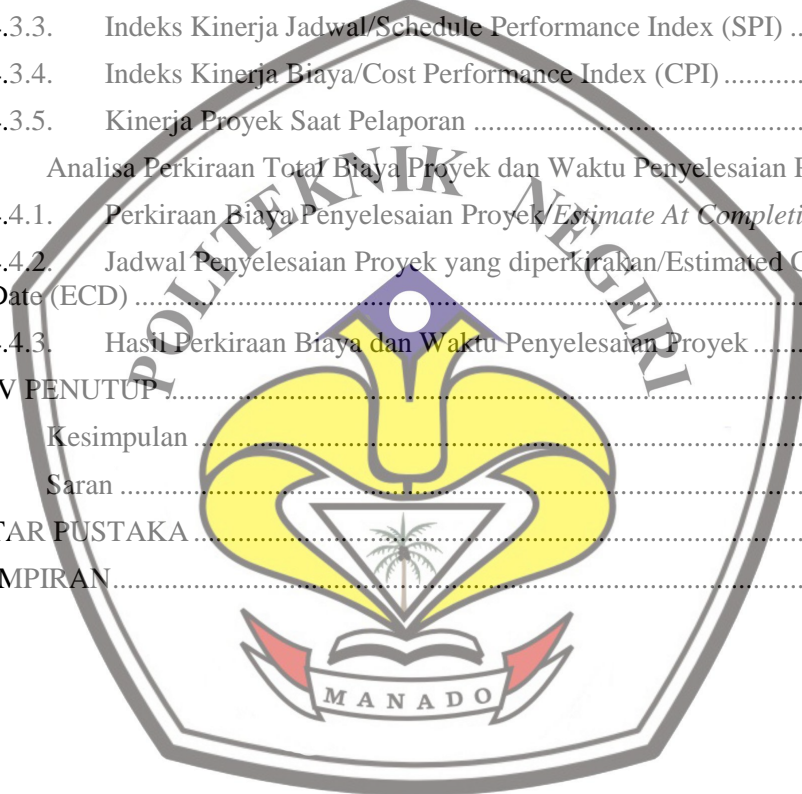 .3.3. Indeks Kinerja Jadwal/Schedule Performance Index (SPI) ..
.3.4. Indeks Kinerja Biaya/Cost Performance Index (CPI) ..........
.3.5. Kinerja Proyek Saat Pelaporan ..........
Analisa Perkiraan Total Biaya Proyek dan Waktu Penyelesaian
.4.1. Perkiraan Biaya Penyelesaian Proyek/Estimate At Completi
.4.2. Jadwal Penyelesaian Proyek yang diperkirakan/Estimated
Date (ECD) ..........
.4.3. Hasil Perkiraan Biaya dan Waktu Penyelesaian Proyek ..........
V PENUTUP ..........
Kesimpulan ..........
Saran ..........
TAR PUSTAKA ..........
MPIRAN ..........
POLITEKNIK NEGERI
MANADO